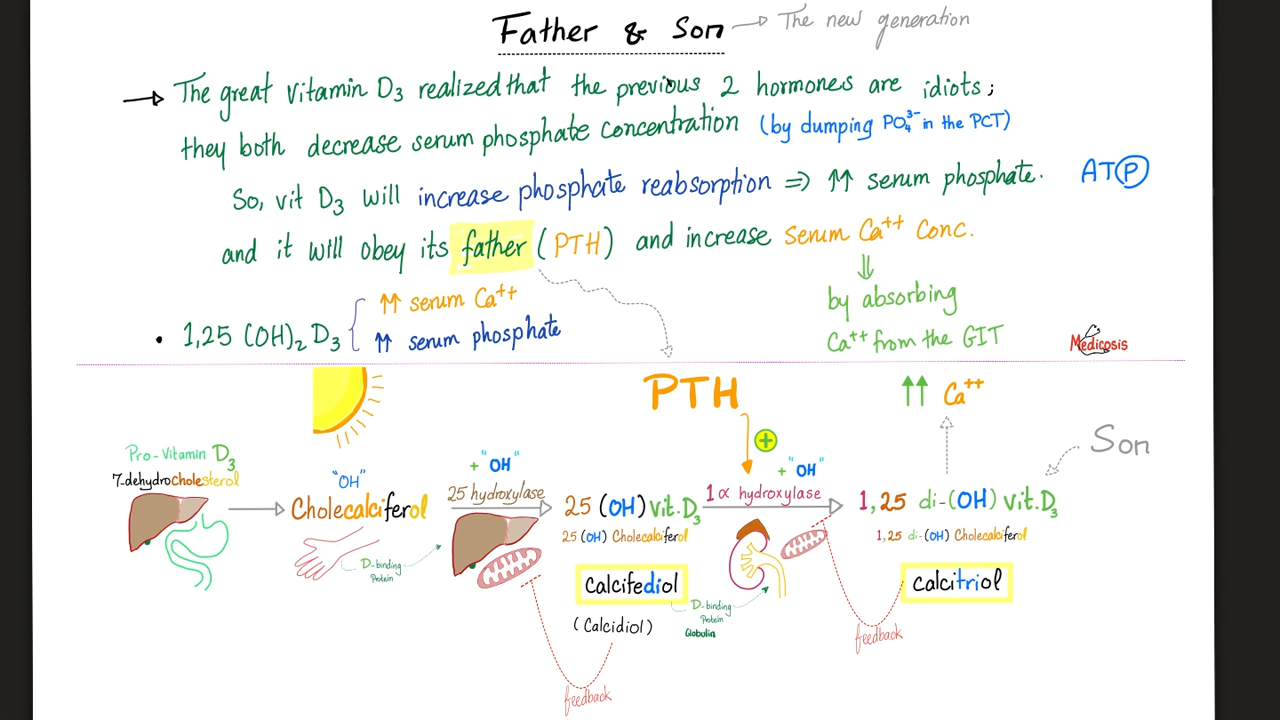 Father & Son → The new generation
→ The great vitamin D3 realized that the previous 2 hormones are idiots;
they both decrease serum phosphate concentration (by dumping PO₄³⁻ in the PCT)
So, vit D3 will increase phosphate reabsorption ⇒ ↑↑ serum phosphate. ATP
and it will obey its father (PTH) and increase serum Ca++ conc.
⇓
by absorbing
Ca++ from the GIT
• 1,25 (OH)₂ D3 { ↑↑ serum Ca++
↑↑ serum phosphate
Medicosis
PTH
↑↑ Ca++
Son
Pro-Vitamin D3
7-dehydrocholesterol
"OH"
Cholecalciferol
D-binding
Protein
+ "OH"
25 hydroxylase
25 (OH) vit.D3
25 (OH) Cholecalciferol
calcifediol
(Calcidiol)
feedback
+
+ "OH"
1α hydroxylase
D-binding
Protein
Globulin
1,25 di-(OH) vit.D3
1,25 di-(OH) Cholecalciferol
calcitriol
feedback